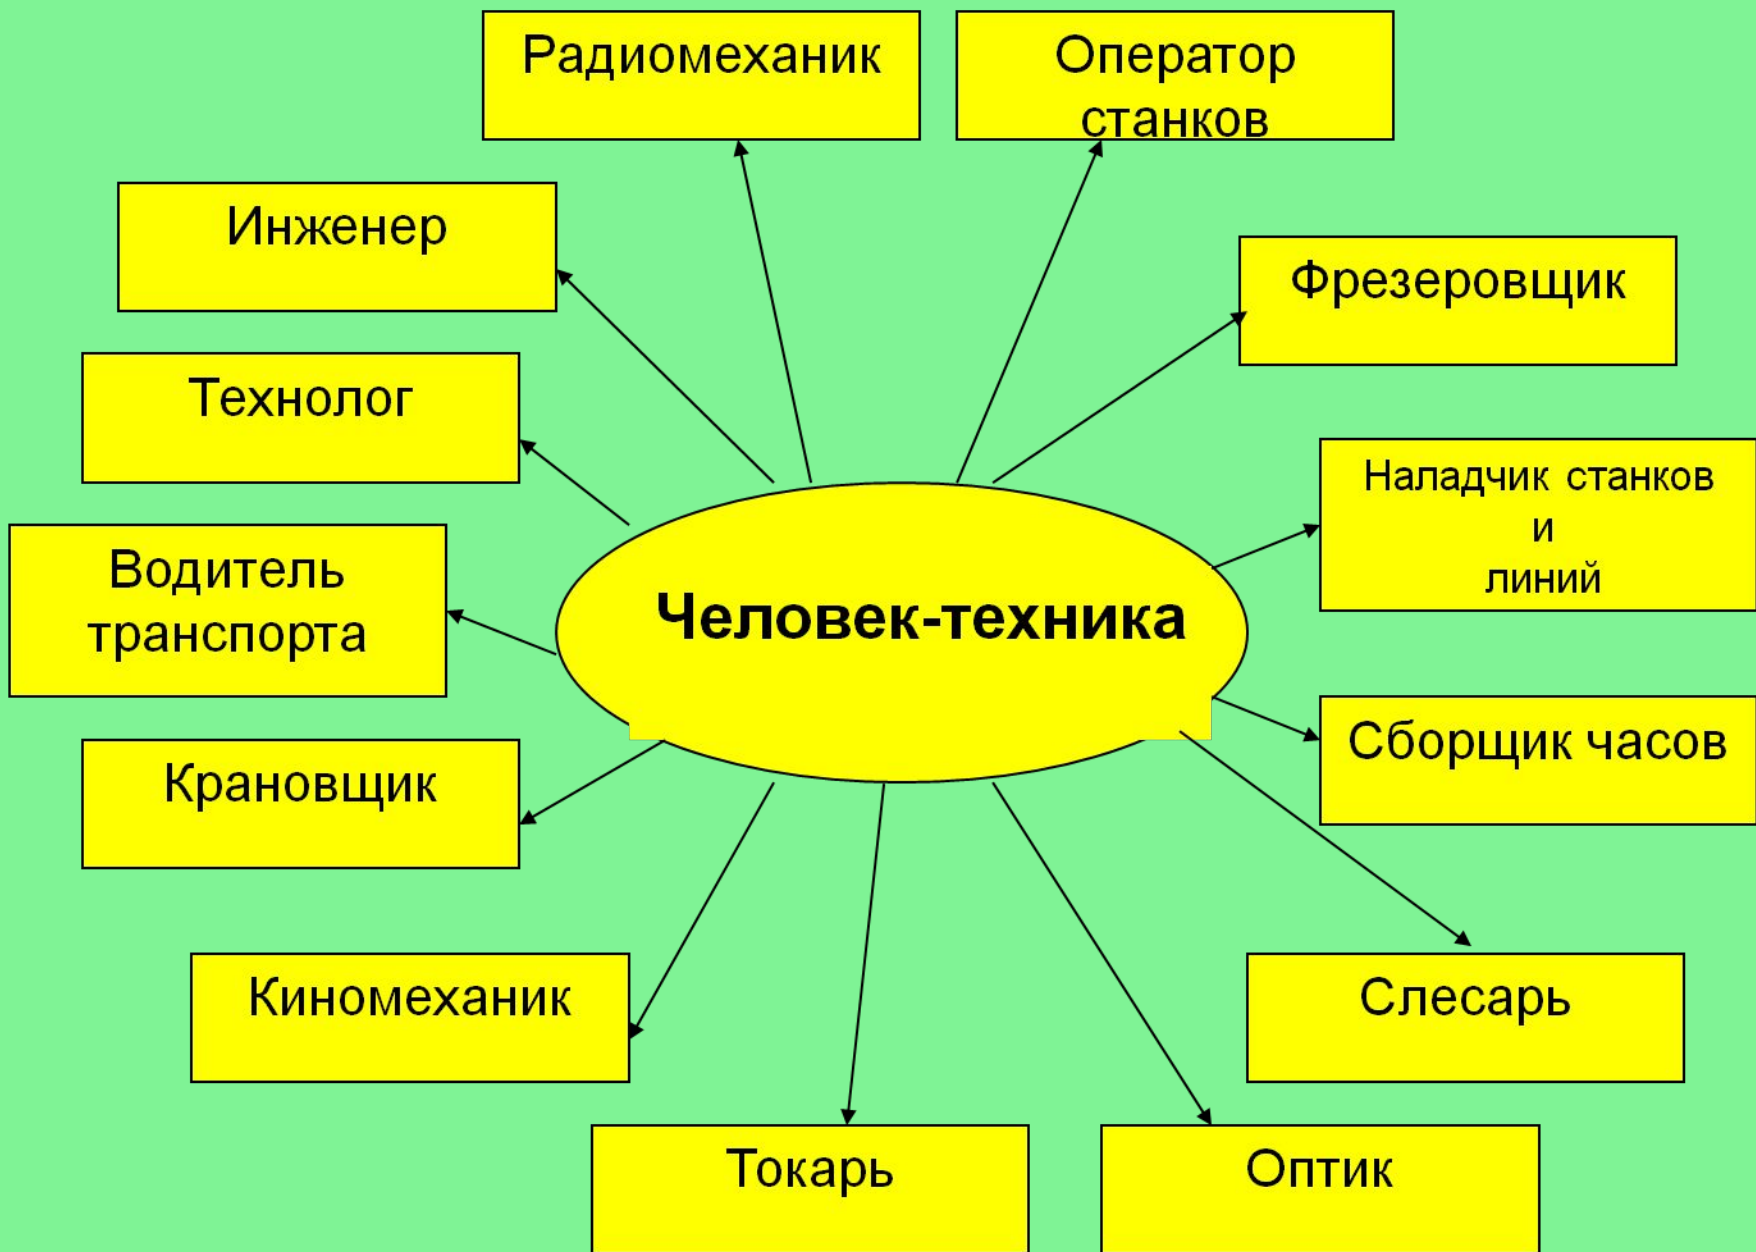 Радиомеханик
Оператор
станков
Инженер
Фрезеровщик
Технолог
Наладчик станков
и
линий
Водитель
транспорта
Человек-техника
Сборщик часов
Крановщик
Киномеханик
Слесарь
Токарь
Оптик